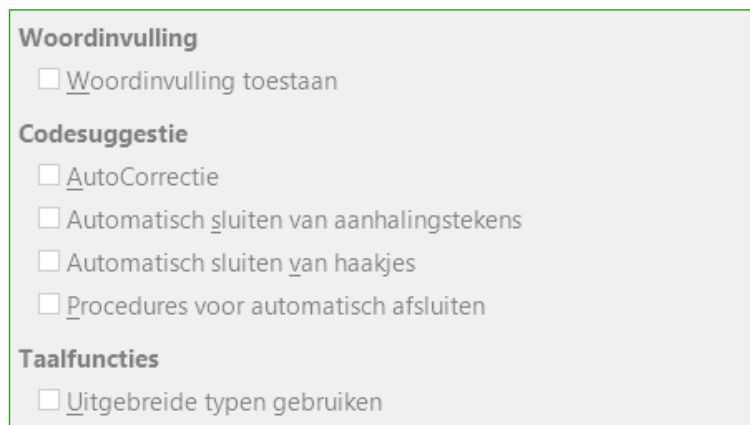 Woordinvulling
Woordinvulling toestaan
Codesuggestie
AutoCorrectie
Automatisch sluiten van aanhalingstekens
Automatisch sluiten van haakjes
Procedures voor automatisch afsluiten
Taalfuncties
Uitgebreide typen gebruiken